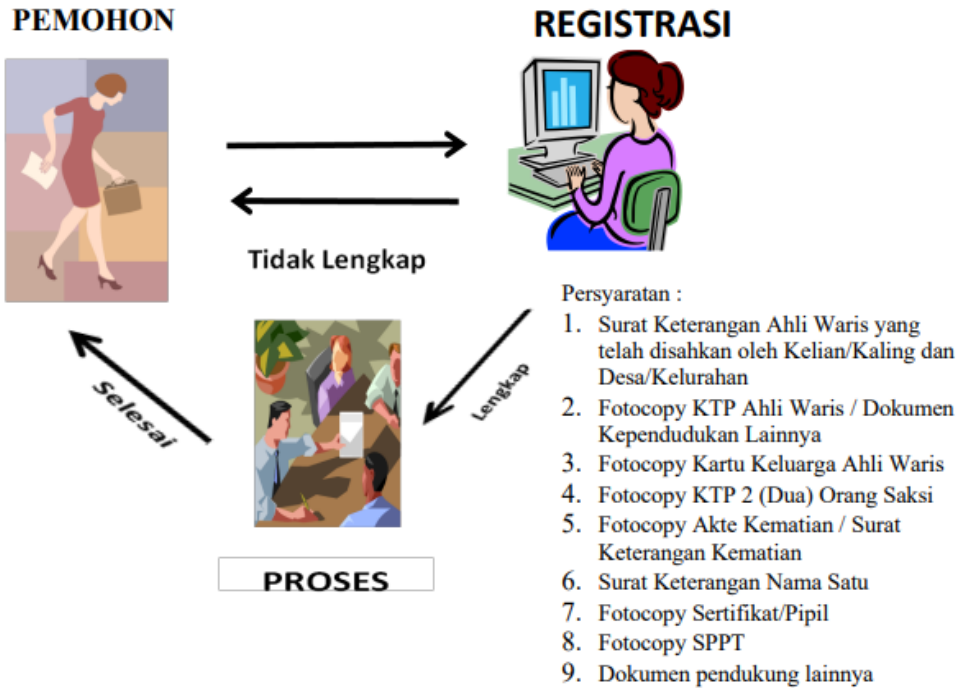 PEMOHON
REGISTRASI
Tidak Lengkap
Persyaratan :
1. Surat Keterangan Ahli Waris yang
telah disahkan oleh Kelian/Kaling dan
Desa/Kelurahan
2. Fotocopy KTP Ahli Waris / Dokumen
Kependudukan Lainnya
3. Fotocopy Kartu Keluarga Ahli Waris
4. Fotocopy KTP 2 (Dua) Orang Saksi
5. Fotocopy Akte Kematian / Surat
Keterangan Kematian
6. Surat Keterangan Nama Satu
7. Fotocopy Sertifikat/Pipil
8. Fotocopy SPPT
9. Dokumen pendukung lainnya
Lengkap
Selesai
PROSES